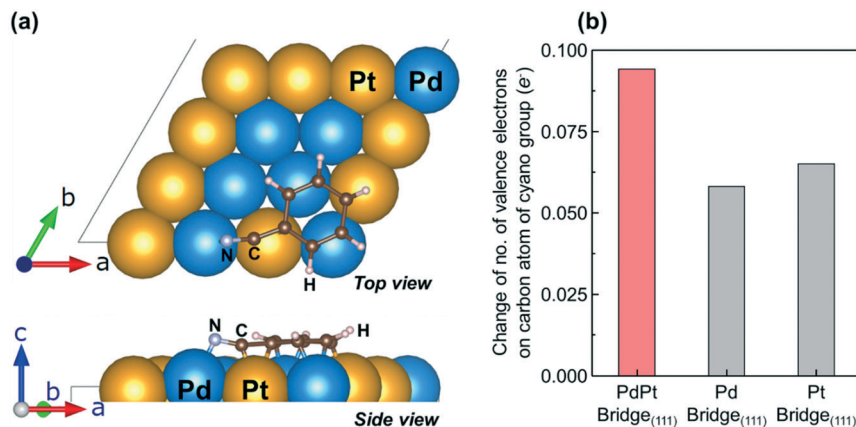 (a)
Pt
Pd
b
a
N
C
H
Top view
c
b
a
N
C
H
Pd
Pt
Side view
(b)
Change of no. of valence electrons
on carbon atom of cyano group (e⁻)
0.100
0.075
0.050
0.025
0.000
PdPt
Bridge(111)
Pd
Bridge(111)
Pt
Bridge(111)